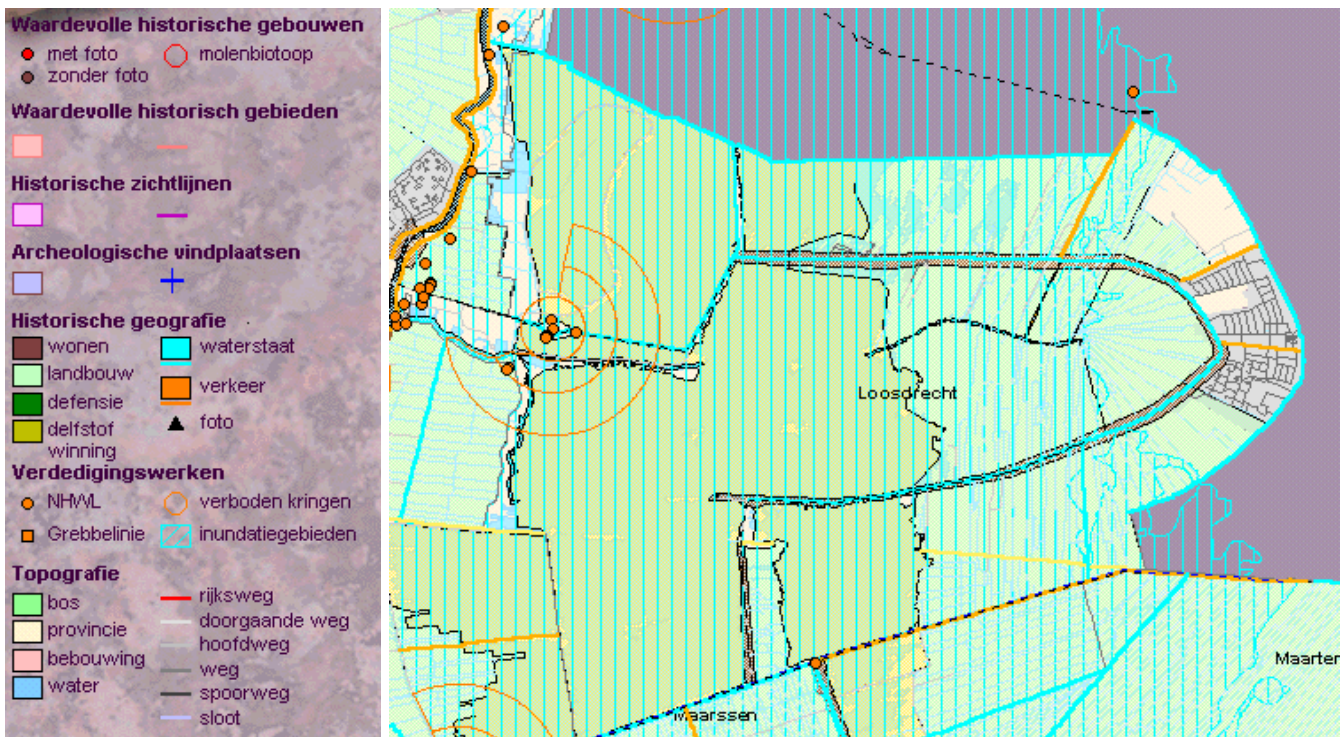 Waardevolle historische gebouwen
met foto
molenbiotoop
zonder foto
Waardevolle historisch gebieden
Historische zichtlijnen
Archeologische vindplaatsen
Historische geografie
wonen
waterstaat
landbouw
verkeer
defensie
foto
delfstof
winning
Verdedigingswerken
NHWL
verboden kringen
Grebbelinie
inundatiegebieden
Topografie
rijksweg
bos
doorgaande weg
provincie
hoofdweg
bebouwing
weg
water
spoorweg
sloot
Loosdrecht
Maarssen
Maarter